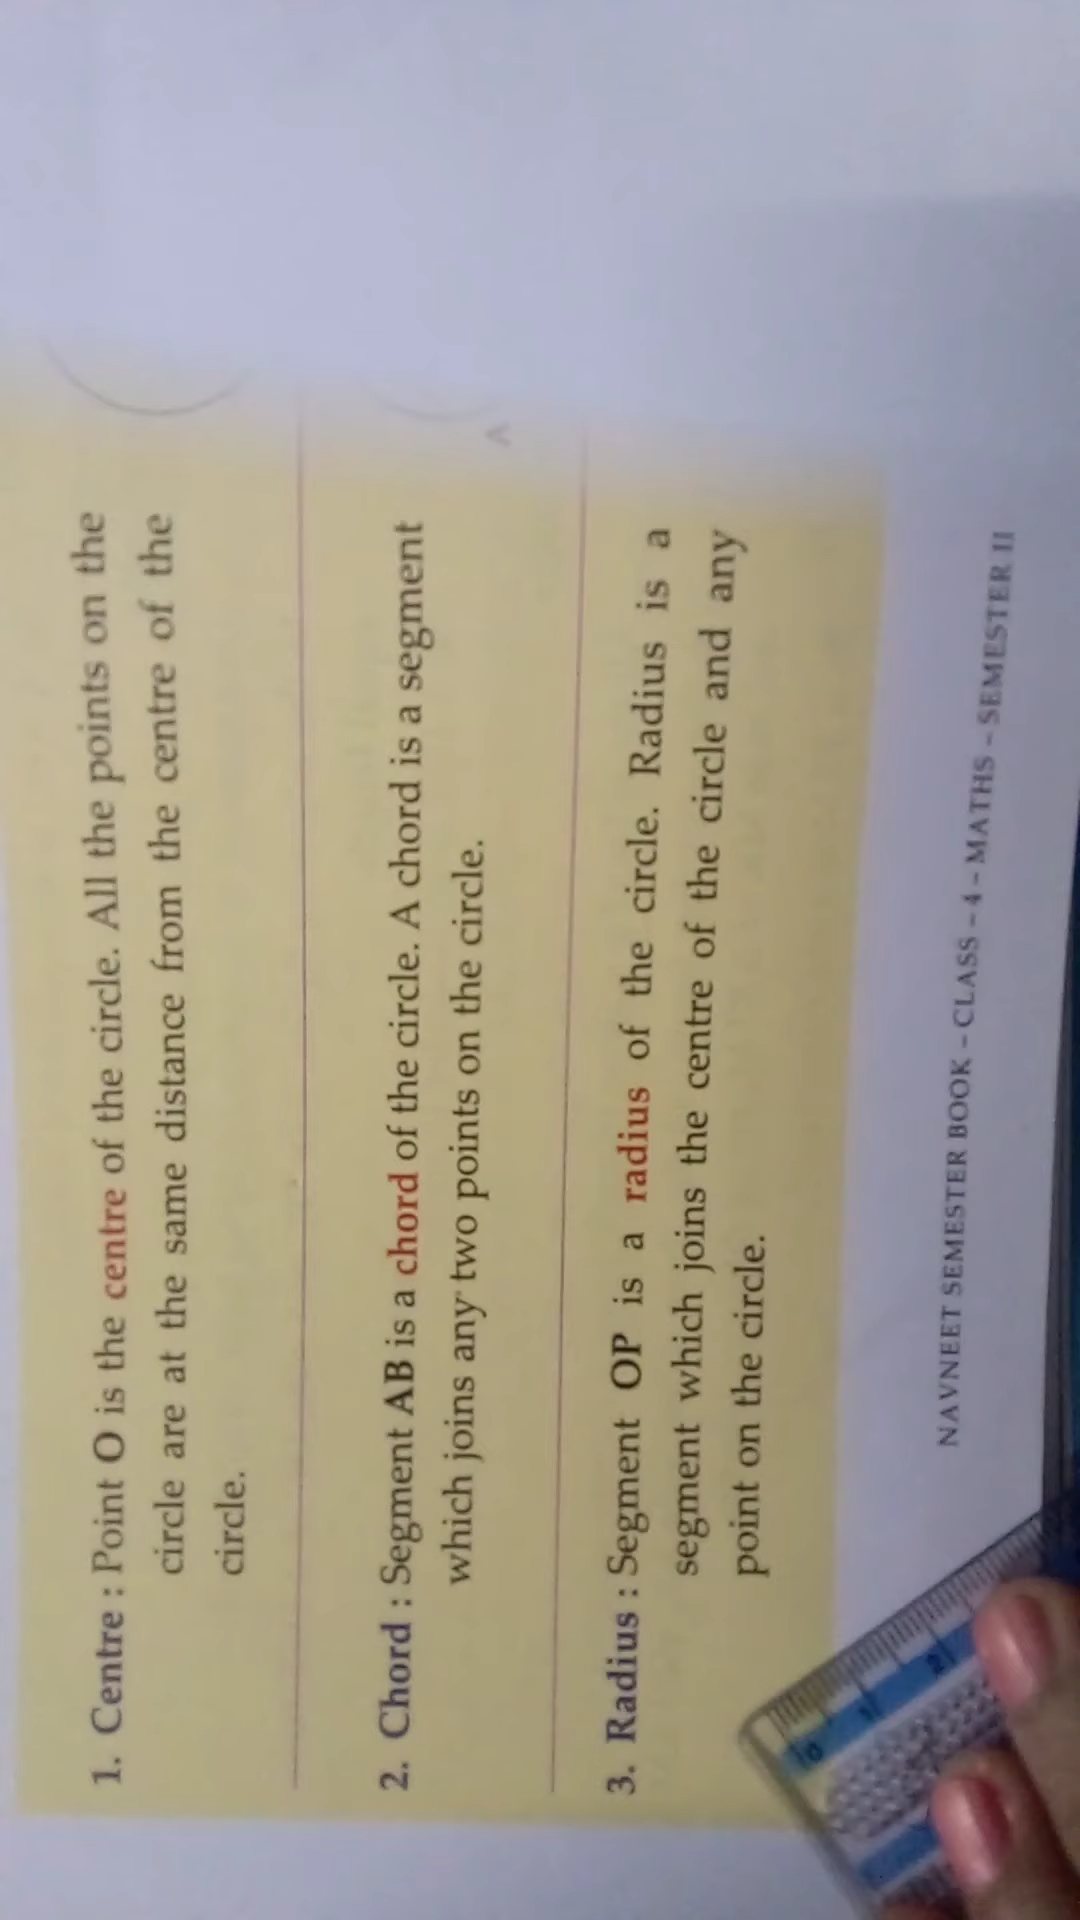 1. Centre : Point O is the centre of the circle. All the points on the
circle are at the same distance from the centre of the
circle.
2. Chord : Segment AB is a chord of the circle. A chord is a segment
which joins any two points on the circle.
A
3. Radius : Segment OP is a radius of the circle. Radius is a
segment which joins the centre of the circle and any
point on the circle.
NAVNEET SEMESTER BOOK – CLASS – 4 – MATHS – SEMESTER II
0 1 2